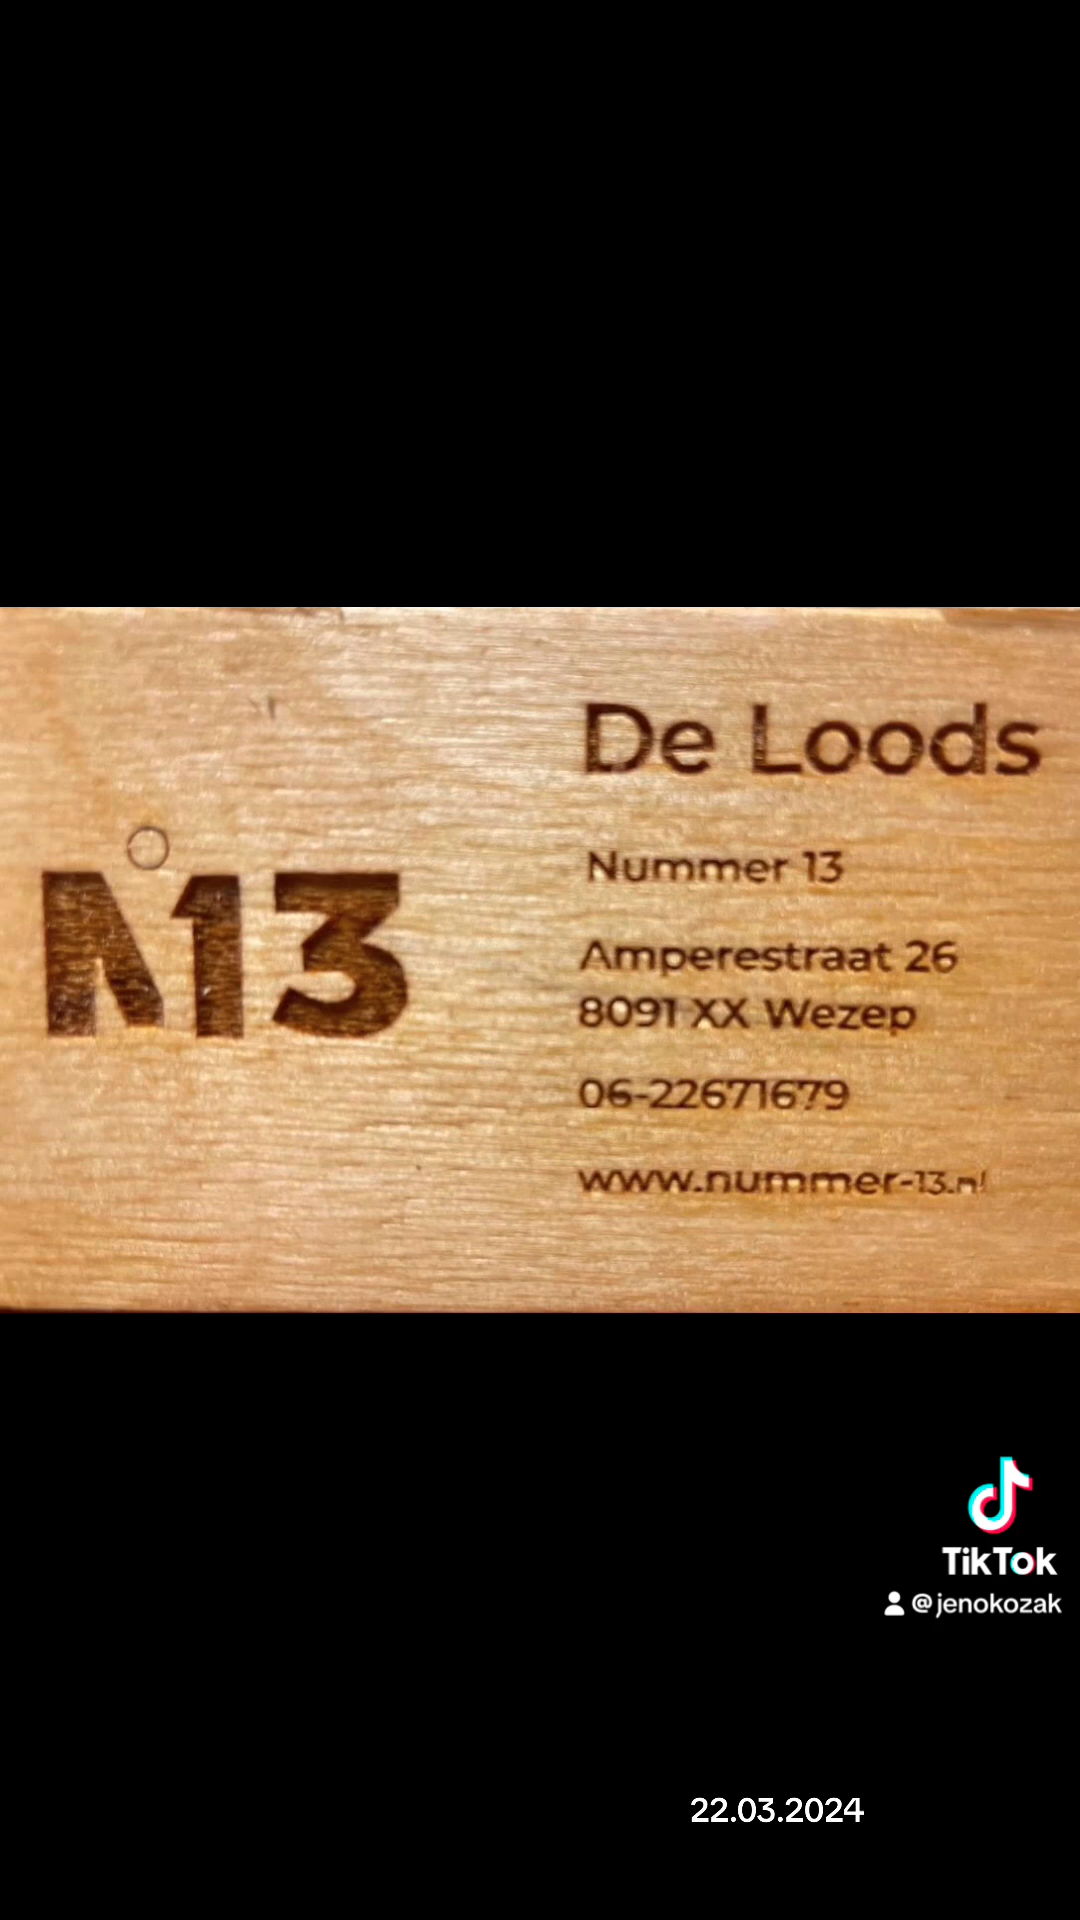 De Loods
N13
Nummer 13
Amperestraat 26
8091 XX Wezep
06-22671679
www.nummer-13.nl
TikTok
@jenokozak
22.03.2024